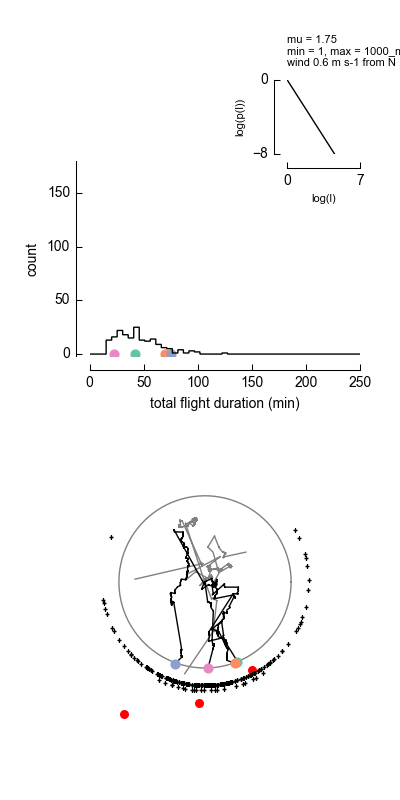 mu = 1.75
min = 1, max = 1000_m
wind 0.6 m s-1 from N
0
log(p(l))
−8
0 7
log(l)
150
100
50
0
count
0 50 100 150 200 250
total flight duration (min)